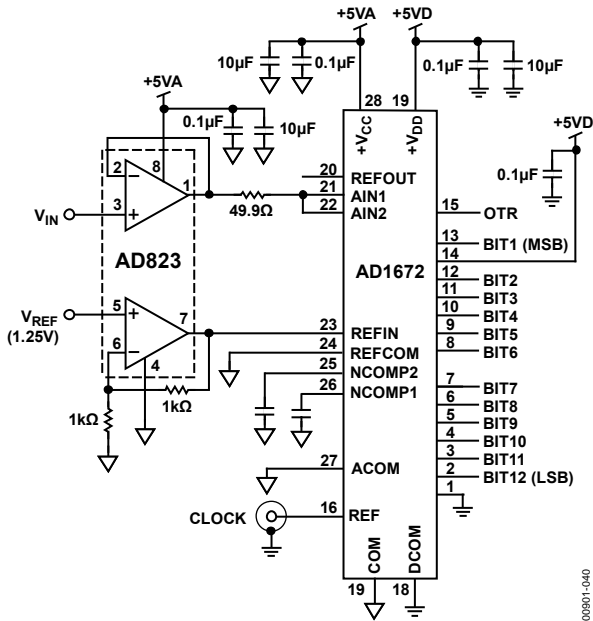 +5VA
+5VD
10µF
0.1µF
0.1µF
10µF
+5VA
28
19
+VCC
+VDD
0.1µF
10µF
+5VD
0.1µF
2
8
1
3
VIN
49.9Ω
AD823
20
REFOUT
21
AIN1
22
AIN2
AD1672
15
OTR
13
BIT1 (MSB)
14
12
BIT2
11
BIT3
10
BIT4
9
BIT5
8
BIT6
VREF
(1.25V)
5
7
6
4
1kΩ
1kΩ
23
REFIN
24
REFCOM
25
NCOMP2
26
NCOMP1
7
BIT7
6
BIT8
5
BIT9
4
BIT10
3
BIT11
2
BIT12 (LSB)
1
27
ACOM
CLOCK
16
REF
COM
DCOM
19
18
00901-040